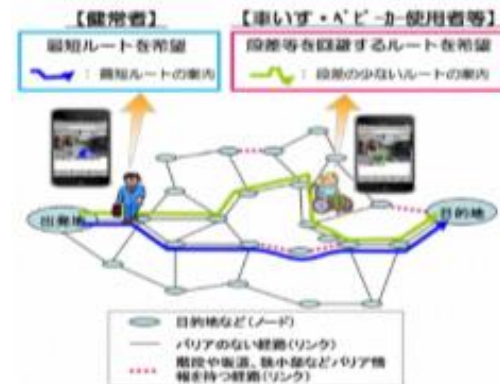 【健常者】
【車いす・ベビーカー使用者等】
最短ルートを希望
：最短ルートの案内
段差等を回避するルートを希望
：段差の少ないルートの案内
出発地
目的地
目的地など(ノード)
バリアのない経路(リンク)
階段や坂道、狭小部などバリア情
報を持つ経路(リンク)